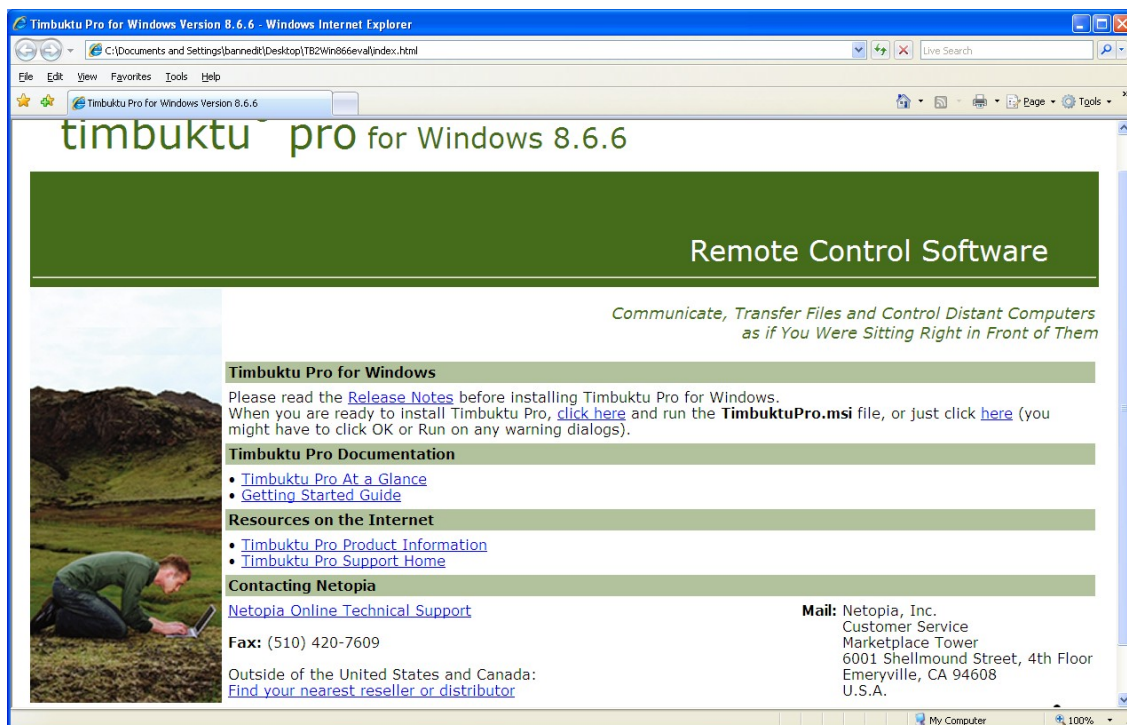 Timbuktu Pro for Windows Version 8.6.6 - Windows Internet Explorer
C:\Documents and Settings\bannedit\Desktop\TB2Win866eval\index.html
Live Search
File Edit View Favorites Tools Help
Timbuktu Pro for Windows Version 8.6.6
Page Tools »
timbuktu® pro for Windows 8.6.6
Remote Control Software
Communicate, Transfer Files and Control Distant Computers
as if You Were Sitting Right in Front of Them
Timbuktu Pro for Windows
Please read the Release Notes before installing Timbuktu Pro for Windows.
When you are ready to install Timbuktu Pro, click here and run the TimbuktuPro.msi file, or just click here (you
might have to click OK or Run on any warning dialogs).
Timbuktu Pro Documentation
• Timbuktu Pro At a Glance
• Getting Started Guide
Resources on the Internet
• Timbuktu Pro Product Information
• Timbuktu Pro Support Home
Contacting Netopia
Netopia Online Technical Support
Fax: (510) 420-7609
Outside of the United States and Canada:
Find your nearest reseller or distributor
Mail: Netopia, Inc.
Customer Service
Marketplace Tower
6001 Shellmound Street, 4th Floor
Emeryville, CA 94608
U.S.A.
My Computer
100%